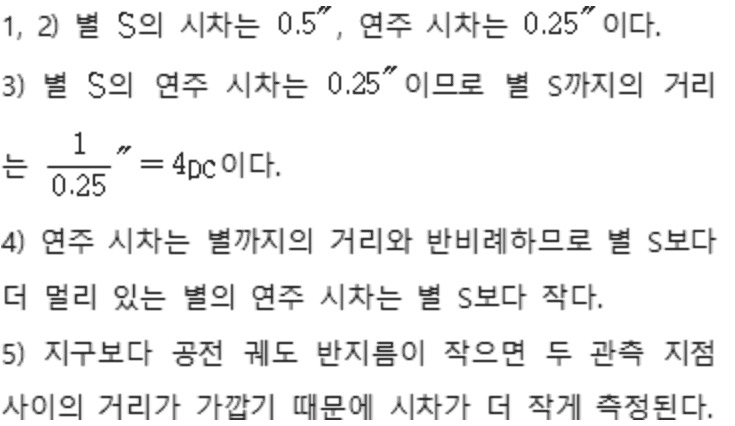 1, 2) 별 S의 시차는 0.5″, 연주 시차는 0.25″이다.
3) 별 S의 연주 시차는 0.25″이므로 별 S까지의 거리
는 1/0.25″=4pc이다.
4) 연주 시차는 별까지의 거리와 반비례하므로 별 S보다
더 멀리 있는 별의 연주 시차는 별 S보다 작다.
5) 지구보다 공전 궤도 반지름이 작으면 두 관측 지점
사이의 거리가 가깝기 때문에 시차가 더 작게 측정된다.